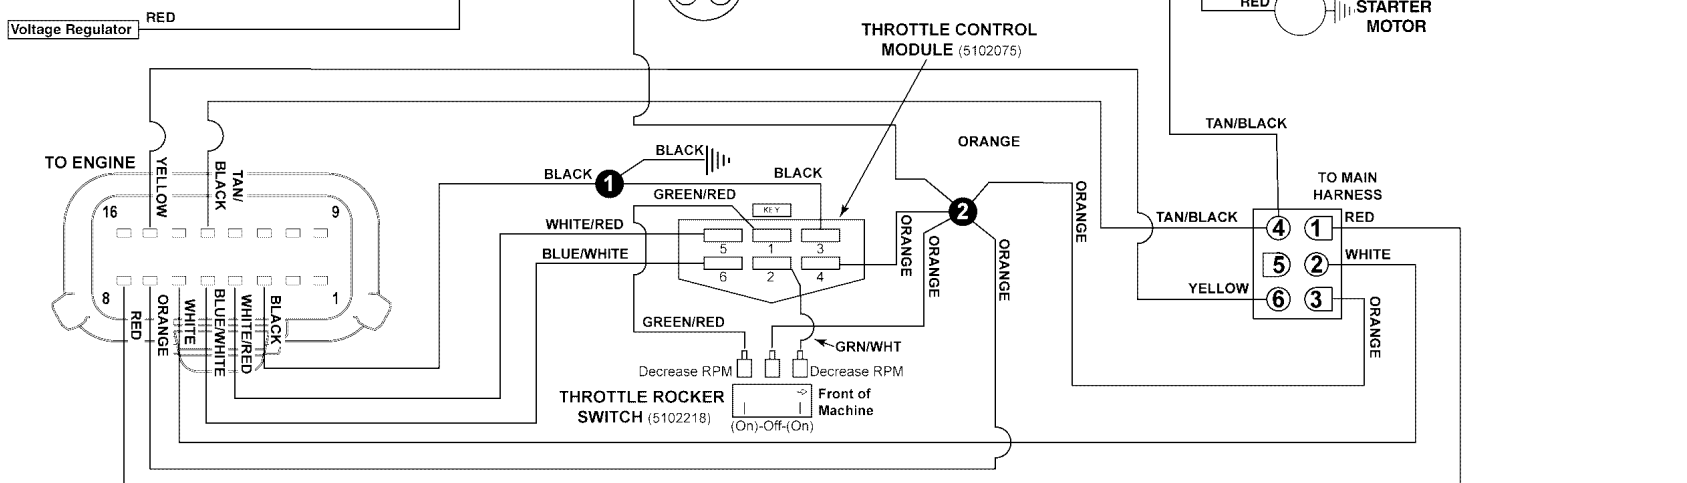 RED
STARTER
MOTOR
RED
Voltage Regulator
THROTTLE CONTROL
MODULE (5102075)
TAN/BLACK
ORANGE
BLACK
TO ENGINE
YELLOW
TAN/
BLACK
BLACK
1
BLACK
TO MAIN
HARNESS
GREEN/RED
KEY
2
ORANGE
16
9
WHITE/RED
ORANGE
TAN/BLACK
4
1
RED
5
1
3
BLUE/WHITE
ORANGE
ORANGE
5
2
WHITE
6
2
4
8
1
YELLOW
6
3
RED
ORANGE
WHITE
BLUE/WHITE
WHITE/RED
BLACK
GREEN/RED
ORANGE
GRN/WHT
Decrease RPM
Decrease RPM
THROTTLE ROCKER
SWITCH (5102218)
Front of
Machine
(On)-Off-(On)